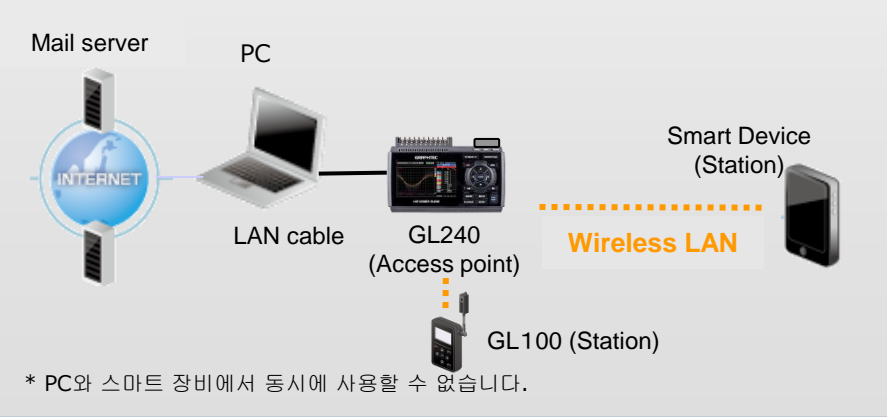 Mail server
PC
INTERNET
GRAPHTEC
Smart Device
(Station)
LAN cable
GL240
(Access point)
Wireless LAN
GL100 (Station)
* PC와 스마트 장비에서 동시에 사용할 수 없습니다.